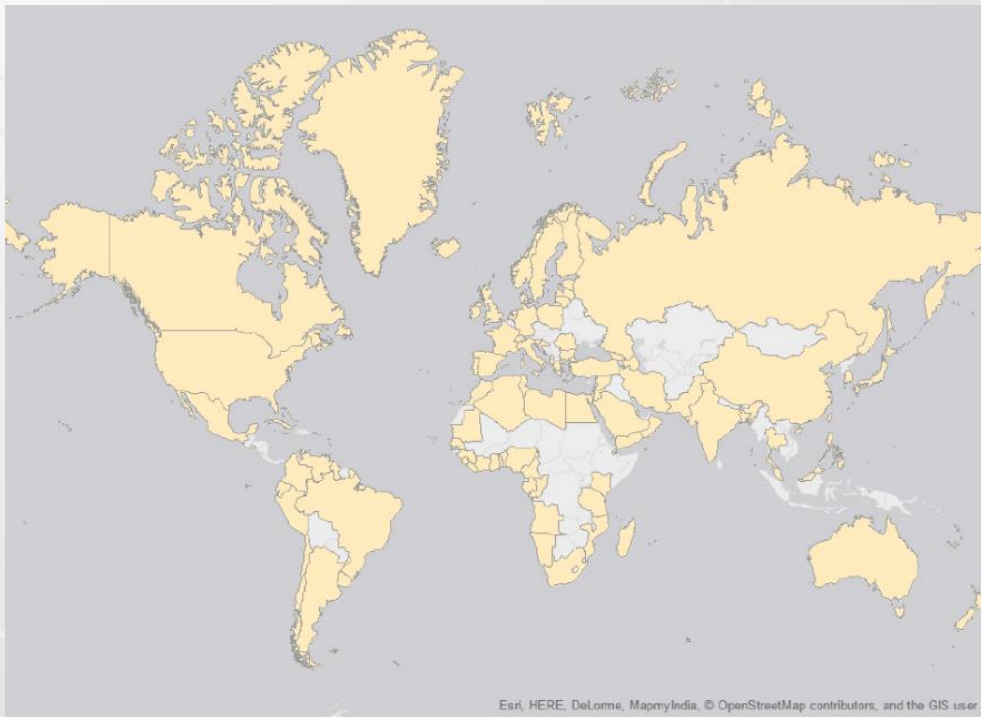 Esri, HERE, DeLorme, MapmyIndia, © OpenStreetMap contributors, and the GIS user